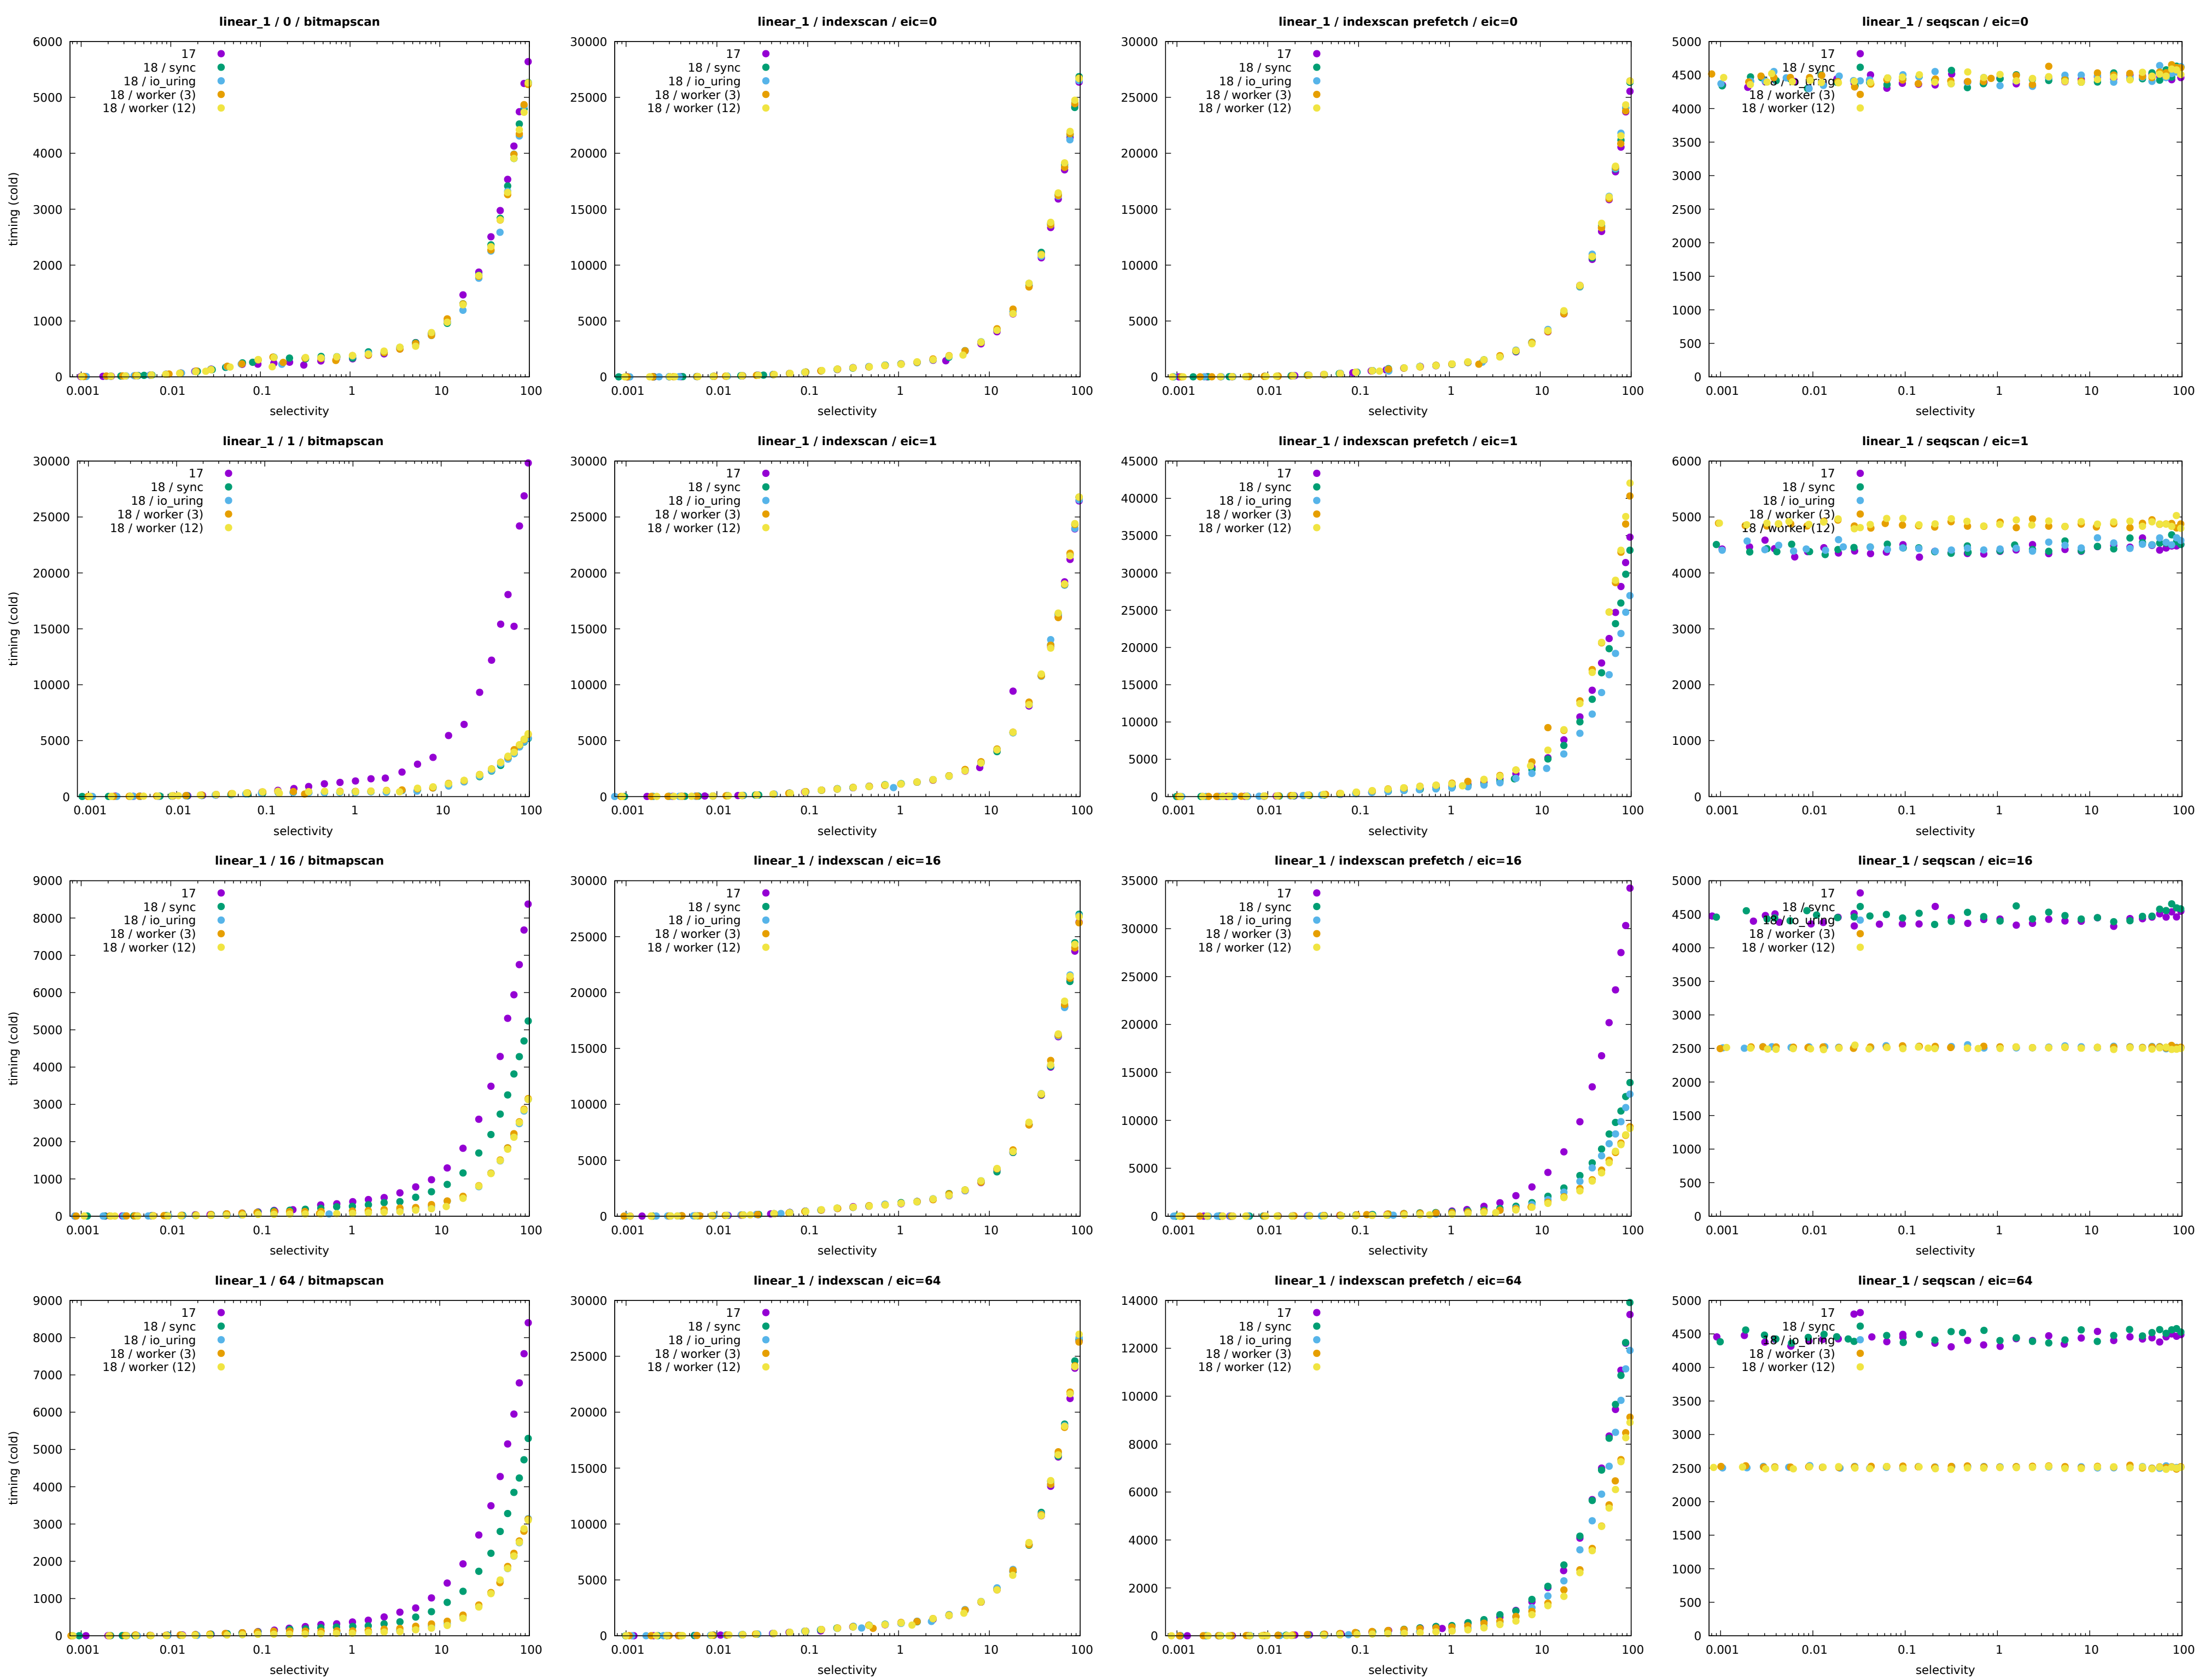 linear_1 / 0 / bitmapscan
timing (cold)
6000
5000
4000
3000
2000
1000
0
17
18 / sync
18 / io_uring
18 / worker (3)
18 / worker (12)
0.001 0.01 0.1 1 10 100
selectivity
linear_1 / indexscan / eic=0
30000
25000
20000
15000
10000
5000
0
17
18 / sync
18 / io_uring
18 / worker (3)
18 / worker (12)
0.001 0.01 0.1 1 10 100
selectivity
linear_1 / indexscan prefetch / eic=0
30000
25000
20000
15000
10000
5000
0
17
18 / sync
18 / io_uring
18 / worker (3)
18 / worker (12)
0.001 0.01 0.1 1 10 100
selectivity
linear_1 / seqscan / eic=0
5000
4500
4000
3500
3000
2500
2000
1500
1000
500
0
17
18 / sync
18 / io_uring
18 / worker (3)
18 / worker (12)
0.001 0.01 0.1 1 10 100
selectivity
linear_1 / 1 / bitmapscan
timing (cold)
30000
25000
20000
15000
10000
5000
0
17
18 / sync
18 / io_uring
18 / worker (3)
18 / worker (12)
0.001 0.01 0.1 1 10 100
selectivity
linear_1 / indexscan / eic=1
30000
25000
20000
15000
10000
5000
0
17
18 / sync
18 / io_uring
18 / worker (3)
18 / worker (12)
0.001 0.01 0.1 1 10 100
selectivity
linear_1 / indexscan prefetch / eic=1
45000
40000
35000
30000
25000
20000
15000
10000
5000
0
17
18 / sync
18 / io_uring
18 / worker (3)
18 / worker (12)
0.001 0.01 0.1 1 10 100
selectivity
linear_1 / seqscan / eic=1
6000
5000
4000
3000
2000
1000
0
17
18 / sync
18 / io_uring
18 / worker (3)
18 / worker (12)
0.001 0.01 0.1 1 10 100
selectivity
linear_1 / 16 / bitmapscan
timing (cold)
9000
8000
7000
6000
5000
4000
3000
2000
1000
0
17
18 / sync
18 / io_uring
18 / worker (3)
18 / worker (12)
0.001 0.01 0.1 1 10 100
selectivity
linear_1 / indexscan / eic=16
30000
25000
20000
15000
10000
5000
0
17
18 / sync
18 / io_uring
18 / worker (3)
18 / worker (12)
0.001 0.01 0.1 1 10 100
selectivity
linear_1 / indexscan prefetch / eic=16
35000
30000
25000
20000
15000
10000
5000
0
17
18 / sync
18 / io_uring
18 / worker (3)
18 / worker (12)
0.001 0.01 0.1 1 10 100
selectivity
linear_1 / seqscan / eic=16
5000
4500
4000
3500
3000
2500
2000
1500
1000
500
0
17
18 / sync
18 / io_uring
18 / worker (3)
18 / worker (12)
0.001 0.01 0.1 1 10 100
selectivity
linear_1 / 64 / bitmapscan
timing (cold)
9000
8000
7000
6000
5000
4000
3000
2000
1000
0
17
18 / sync
18 / io_uring
18 / worker (3)
18 / worker (12)
0.001 0.01 0.1 1 10 100
selectivity
linear_1 / indexscan / eic=64
30000
25000
20000
15000
10000
5000
0
17
18 / sync
18 / io_uring
18 / worker (3)
18 / worker (12)
0.001 0.01 0.1 1 10 100
selectivity
linear_1 / indexscan prefetch / eic=64
14000
12000
10000
8000
6000
4000
2000
0
17
18 / sync
18 / io_uring
18 / worker (3)
18 / worker (12)
0.001 0.01 0.1 1 10 100
selectivity
linear_1 / seqscan / eic=64
5000
4500
4000
3500
3000
2500
2000
1500
1000
500
0
17
18 / sync
18 / io_uring
18 / worker (3)
18 / worker (12)
0.001 0.01 0.1 1 10 100
selectivity